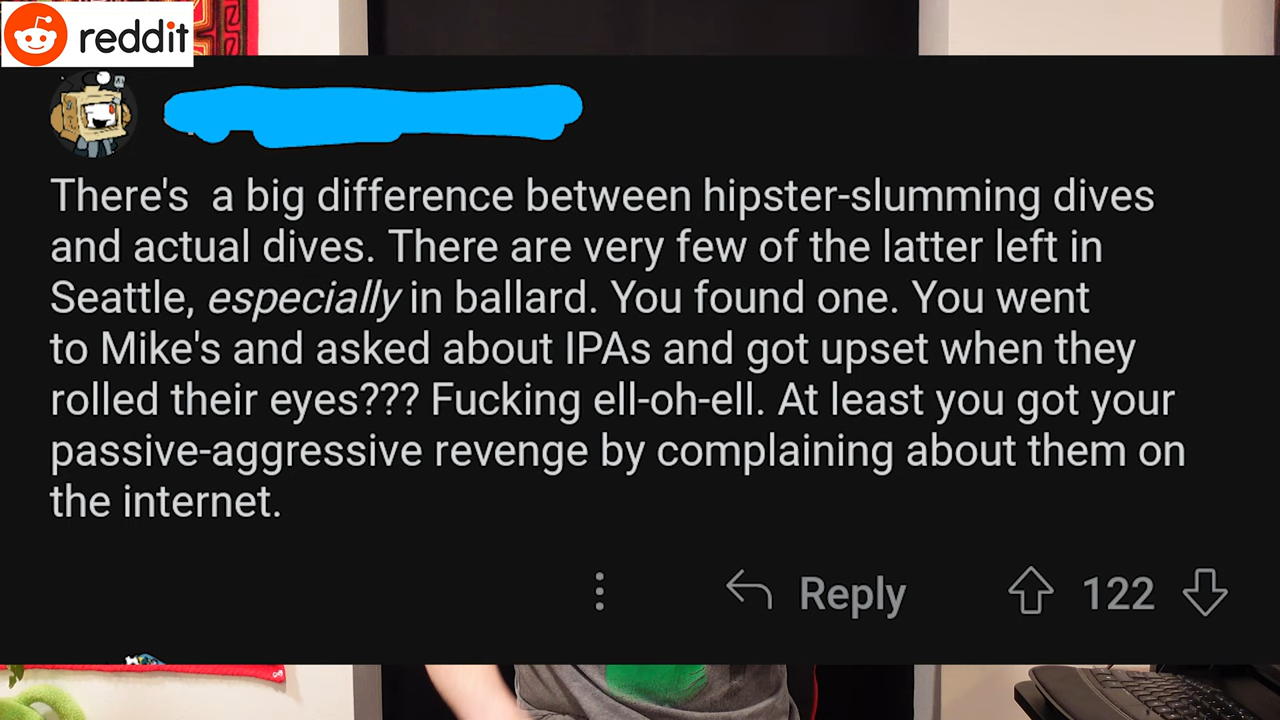 reddit
There's a big difference between hipster-slumming dives
and actual dives. There are very few of the latter left in
Seattle, especially in ballard. You found one. You went
to Mike's and asked about IPAs and got upset when they
rolled their eyes??? Fucking ell-oh-ell. At least you got your
passive-aggressive revenge by complaining about them on
the internet.
Reply 122